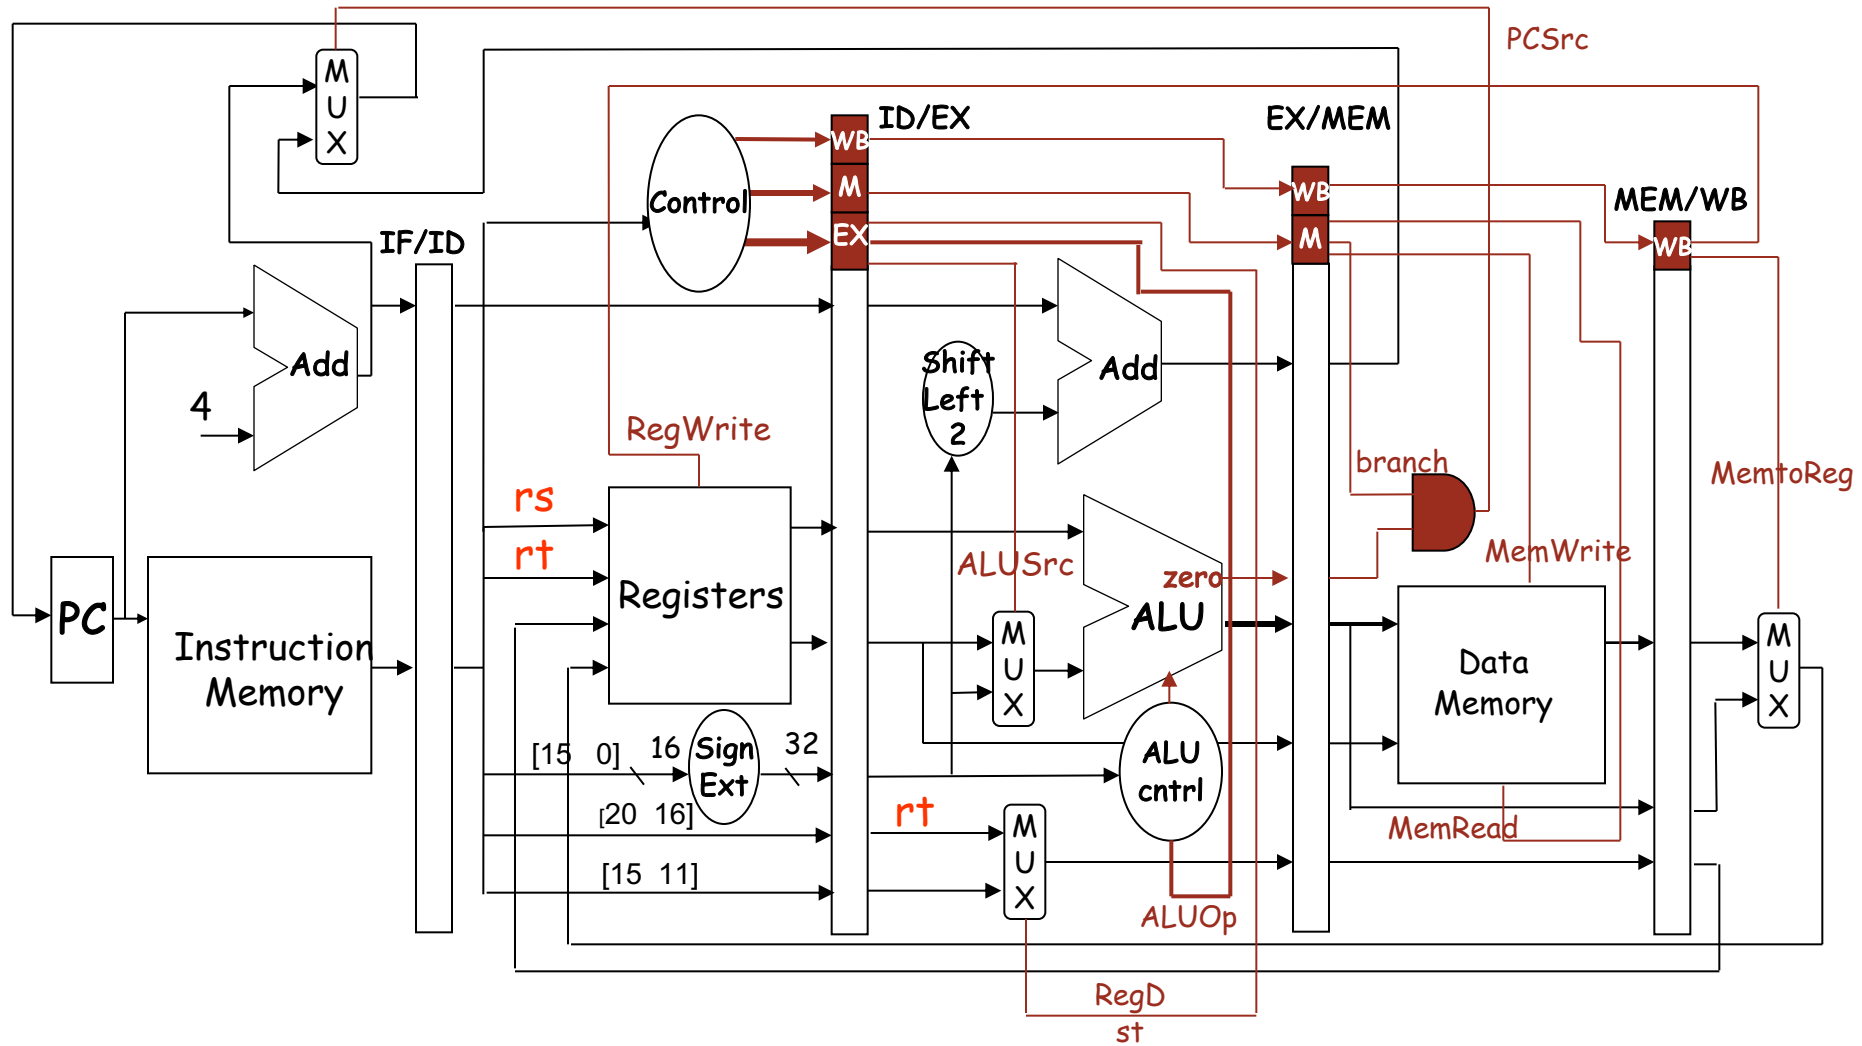 M
U
X
PCSrc
ID/EX
EX/MEM
WB
Control
M
EX
WB
M
MEM/WB
WB
IF/ID
Add
4
Shift
Left
2
Add
RegWrite
branch
MemtoReg
rs
rt
Registers
ALUSrc
zero
ALU
MemWrite
PC
Instruction
Memory
M
U
X
Data
Memory
M
U
X
[15 0]
16
Sign
Ext
32
ALU
cntrl
[20 16]
rt
M
U
X
MemRead
[15 11]
ALUOp
RegD
st